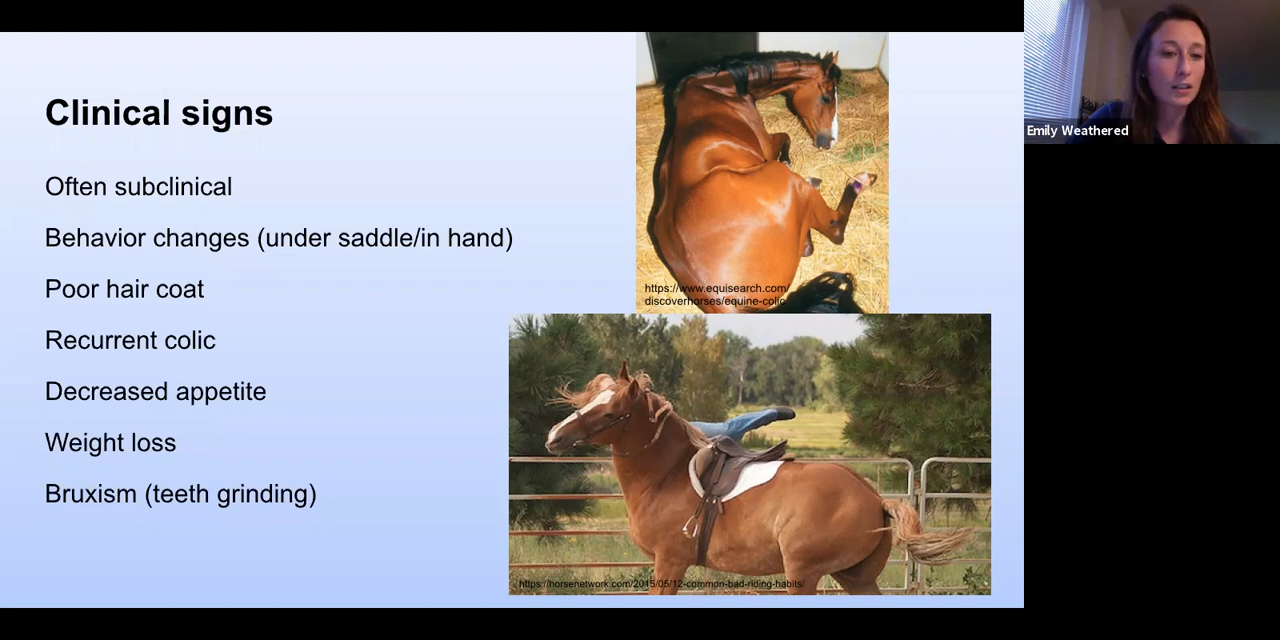 Clinical signs
Often subclinical
Behavior changes (under saddle/in hand)
Poor hair coat
Recurrent colic
Decreased appetite
Weight loss
Bruxism (teeth grinding)
https://www.equisearch.com/
discoverhorses/equine-colic
https://horsenetwork.com/2015/05/12-common-bad-riding-habits/
Emily Weathered